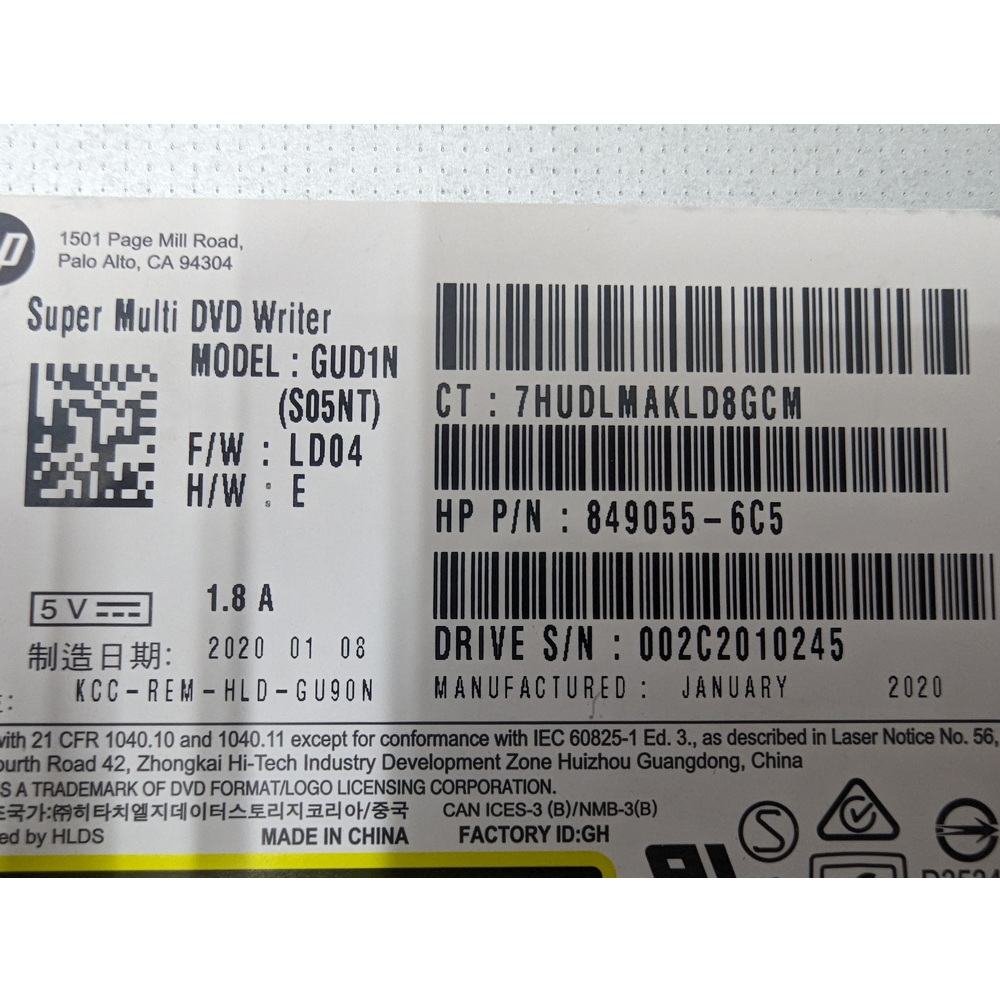 1501 Page Mill Road,
Palo Alto, CA 94304
Super Multi DVD Writer
MODEL : GUD1N
(S05NT)
F/W : LD04
H/W : E
CT : 7HUDLMAKLD8GCM
HP P/N : 849055-6C5
5 V
1.8 A
DRIVE S/N : 002C2010245
制造日期: 2020 01 08
KCC-REM-HLD-GU90N
MANUFACTURED : JANUARY 2020
with 21 CFR 1040.10 and 1040.11 except for conformance with IEC 60825-1 Ed. 3., as described in Laser Notice No. 56,
ourth Road 42, Zhongkai Hi-Tech Industry Development Zone Huizhou Guangdong, China
S A TRADEMARK OF DVD FORMAT/LOGO LICENSING CORPORATION.
조국가:㈜히타치엘지데이터스토리지코리아/중국 CAN ICES-3 (B)/NMB-3(B)
ed by HLDS MADE IN CHINA FACTORY ID:GH